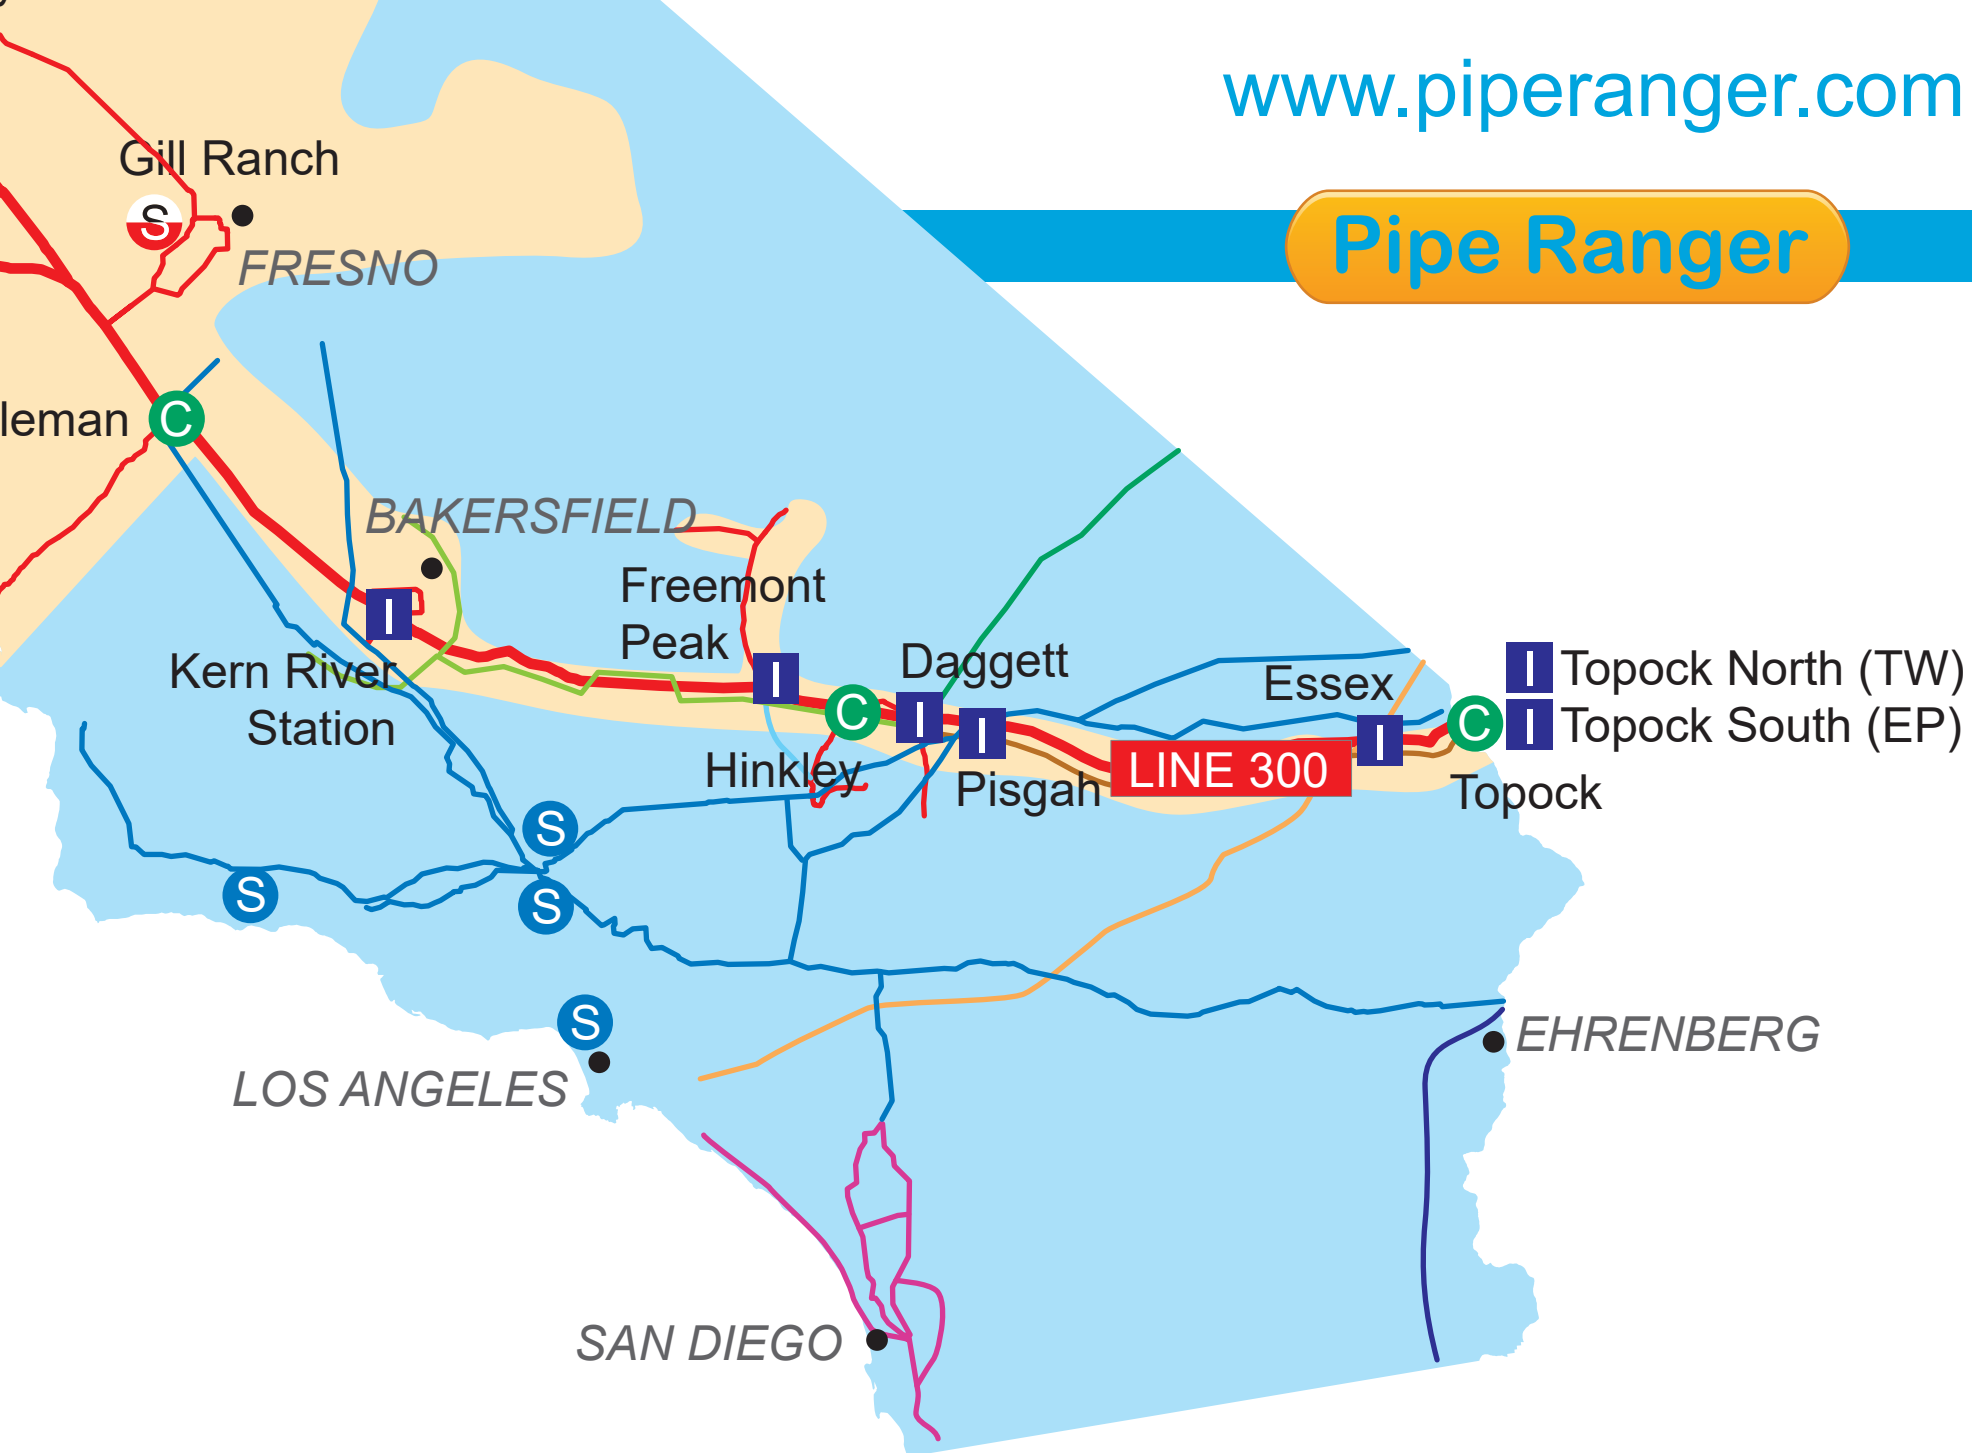 www.piperanger.com
Pipe Ranger
Gill Ranch
S
FRESNO
leman
C
BAKERSFIELD
I
Kern River
Station
Freemont
Peak
I
C
Hinkley
Daggett
I
I
Pisgah
LINE 300
Essex
I
C
I Topock North (TW)
I Topock South (EP)
Topock
S
S
S
S
LOS ANGELES
EHRENBERG
SAN DIEGO